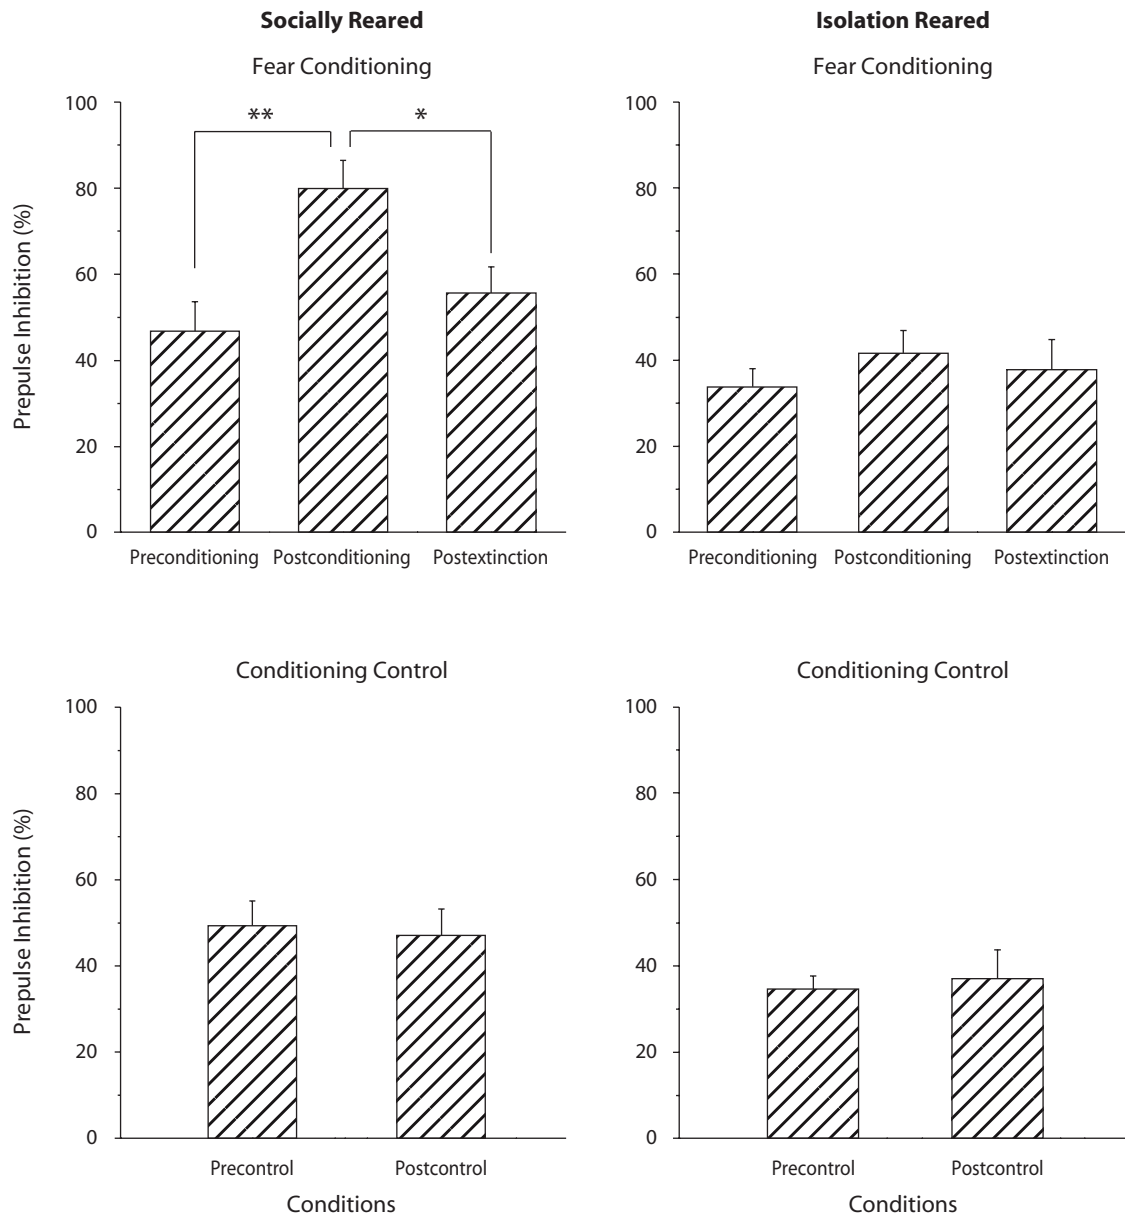 Socially Reared
Fear Conditioning
**
*
Prepulse Inhibition (%)
100
80
60
40
20
0
Preconditioning Postconditioning Postextinction
Isolation Reared
Fear Conditioning
100
80
60
40
20
0
Preconditioning Postconditioning Postextinction
Conditioning Control
Prepulse Inhibition (%)
100
80
60
40
20
0
Precontrol Postcontrol
Conditions
Conditioning Control
100
80
60
40
20
0
Precontrol Postcontrol
Conditions